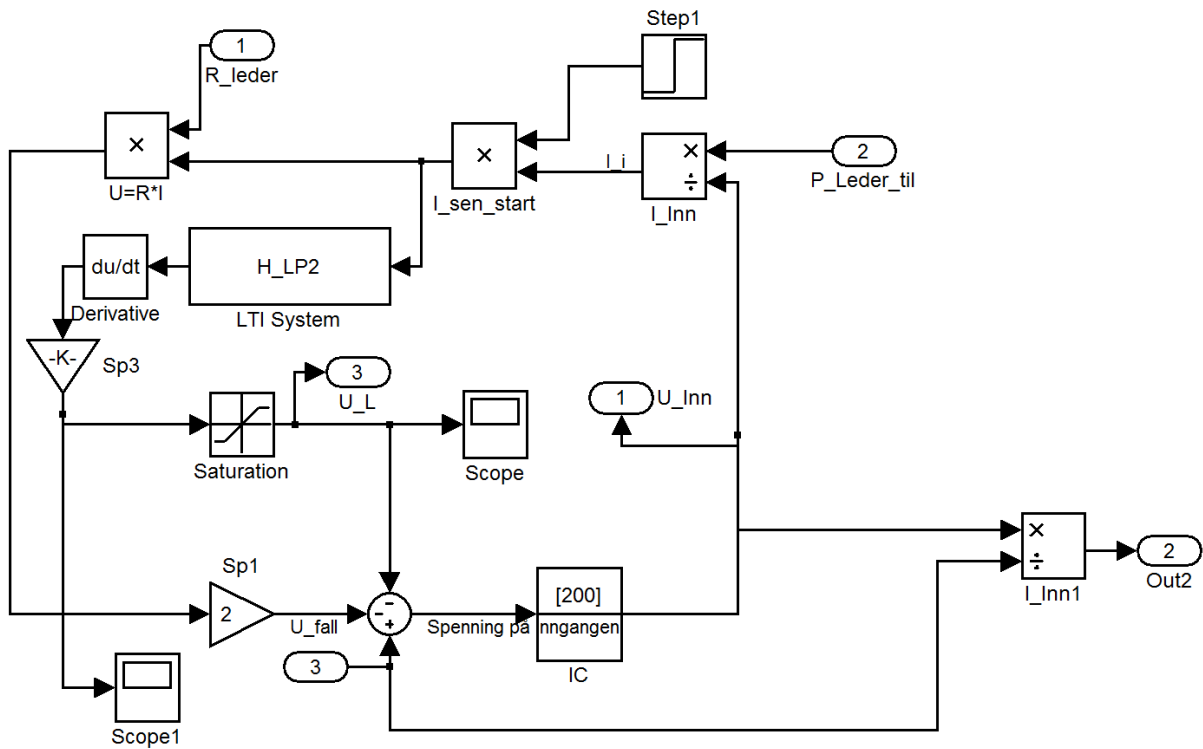 Step1
1
R_leder
×
U=R*I
×
I_sen_start
I_i
×
÷
I_Inn
2
P_Leder_til
du/dt
Derivative
H_LP2
LTI System
-K-
Sp3
3
U_L
Saturation
Scope
1
U_Inn
Sp1
2
U_fall
-
-
+
Spenning på
[200]
nngangen
IC
3
×
÷
I_Inn1
2
Out2
Scope1